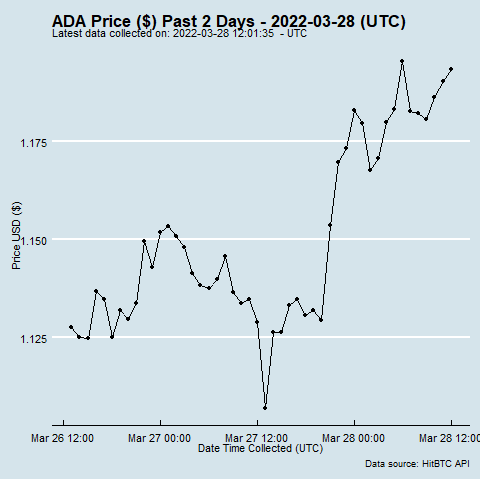 ADA Price ($) Past 2 Days - 2022-03-28 (UTC)
Latest data collected on: 2022-03-28 12:01:35  - UTC
1.175
1.150
1.125
Price USD ($)
Mar 26 12:00 Mar 27 00:00 Mar 27 12:00 Mar 28 00:00 Mar 28 12:00
Date Time Collected (UTC)
Data source: HitBTC API